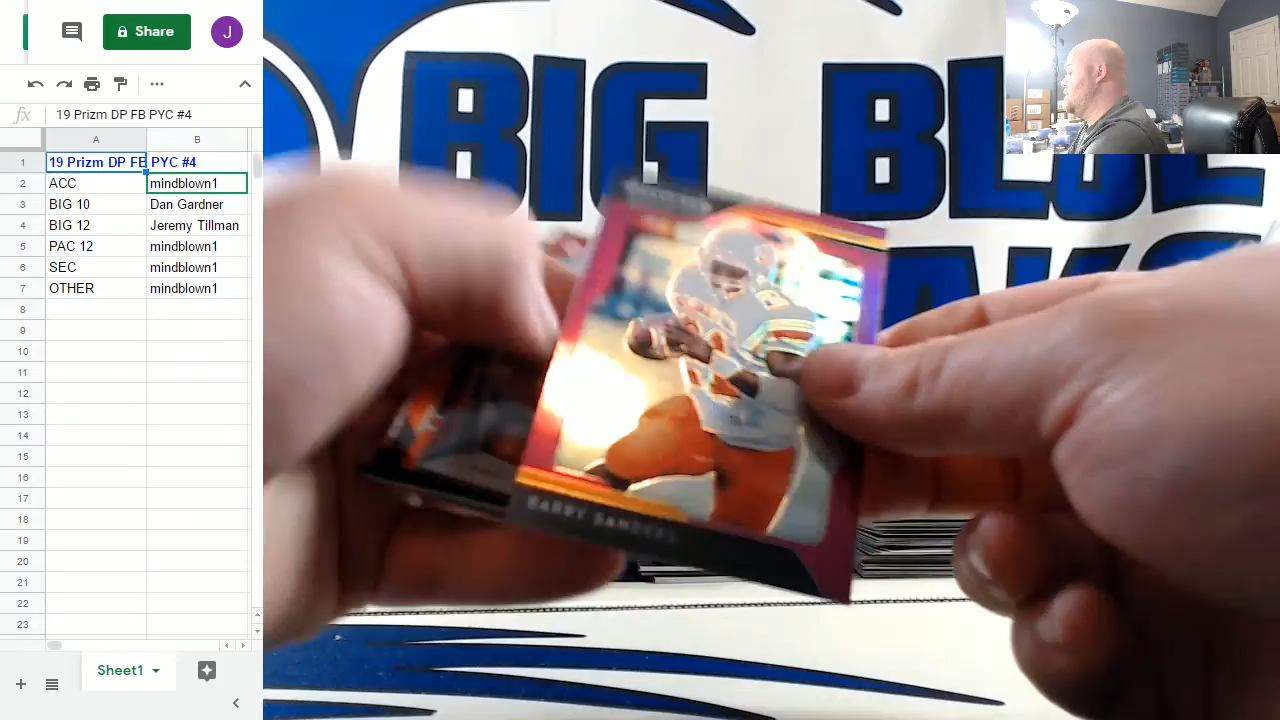 Share
J
fx 19 Prizm DP FB PYC #4
A B
1 19 Prizm DP FB PYC #4
2 ACC mindblown1
3 BIG 10 Dan Gardner
4 BIG 12 Jeremy Tillman
5 PAC 12 mindblown1
6 SEC mindblown1
7 OTHER mindblown1
8
9
10
11
12
13
14
15
16
17
18
19
20
21
22
23
Sheet1
BIG BLUE
BARRY SANDERS